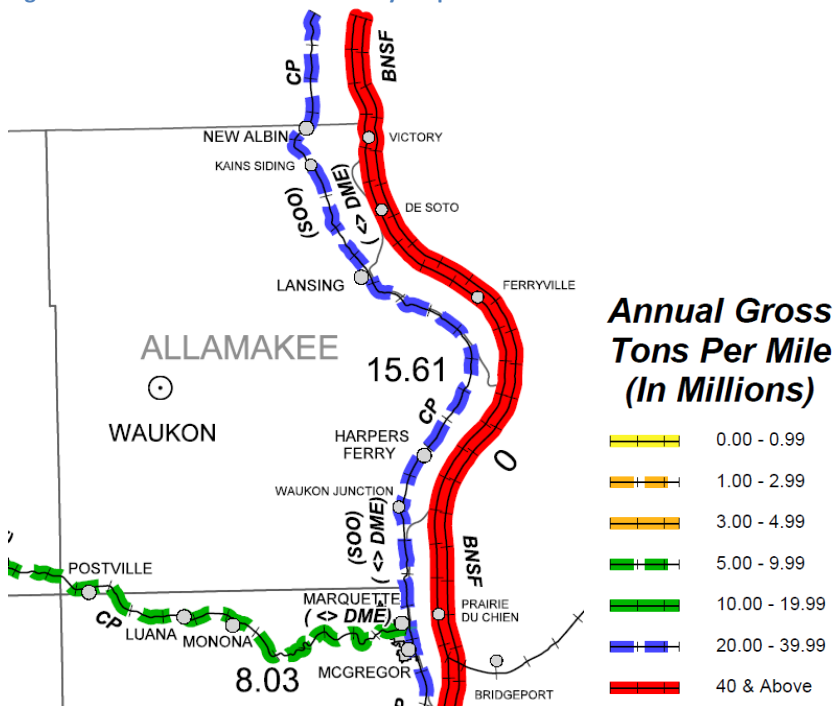 CP
BNSF
NEW ALBIN
VICTORY
KAINS SIDING
(SOO)
( <> DME)
DE SOTO
LANSING
FERRYVILLE
ALLAMAKEE
15.61
WAUKON
CP
HARPERS
FERRY
0
WAUKON JUNCTION
(SOO)
( <> DME)
BNSF
POSTVILLE
CP
LUANA
MONONA
MARQUETTE
( <> DME)
PRAIRIE
DU CHIEN
8.03
MCGREGOR
BRIDGEPORT
Annual Gross
Tons Per Mile
(In Millions)
0.00 - 0.99
1.00 - 2.99
3.00 - 4.99
5.00 - 9.99
10.00 - 19.99
20.00 - 39.99
40 & Above